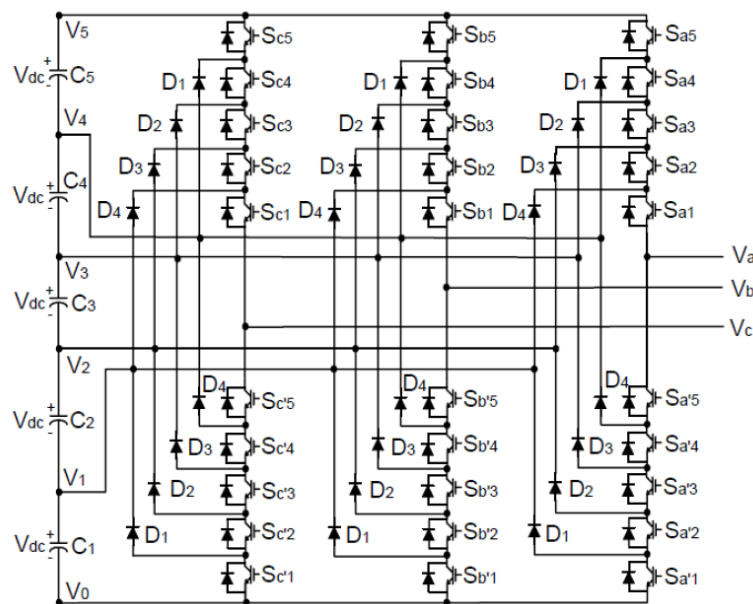 V5 Sc5 Sb5 Sa5
Vdc + - C5 D1 Sc4 D1 Sb4 D1 Sa4
V4 D2 Sc3 D2 Sb3 D2 Sa3
D3 Sc2 D3 Sb2 D3 Sa2
Vdc + - C4 D4 Sc1 D4 Sb1 D4 Sa1
V3 Va
Vdc + - C3 Vb
V2 Vc
D4 Sc'5 D4 Sb'5 D4 Sa'5
Vdc + - C2 D3 Sc'4 D3 Sb'4 D3 Sa'4
V1 D2 Sc'3 D2 Sb'3 D2 Sa'3
Vdc + - C1 D1 Sc'2 D1 Sb'2 D1 Sa'2
V0 Sc'1 Sb'1 Sa'1